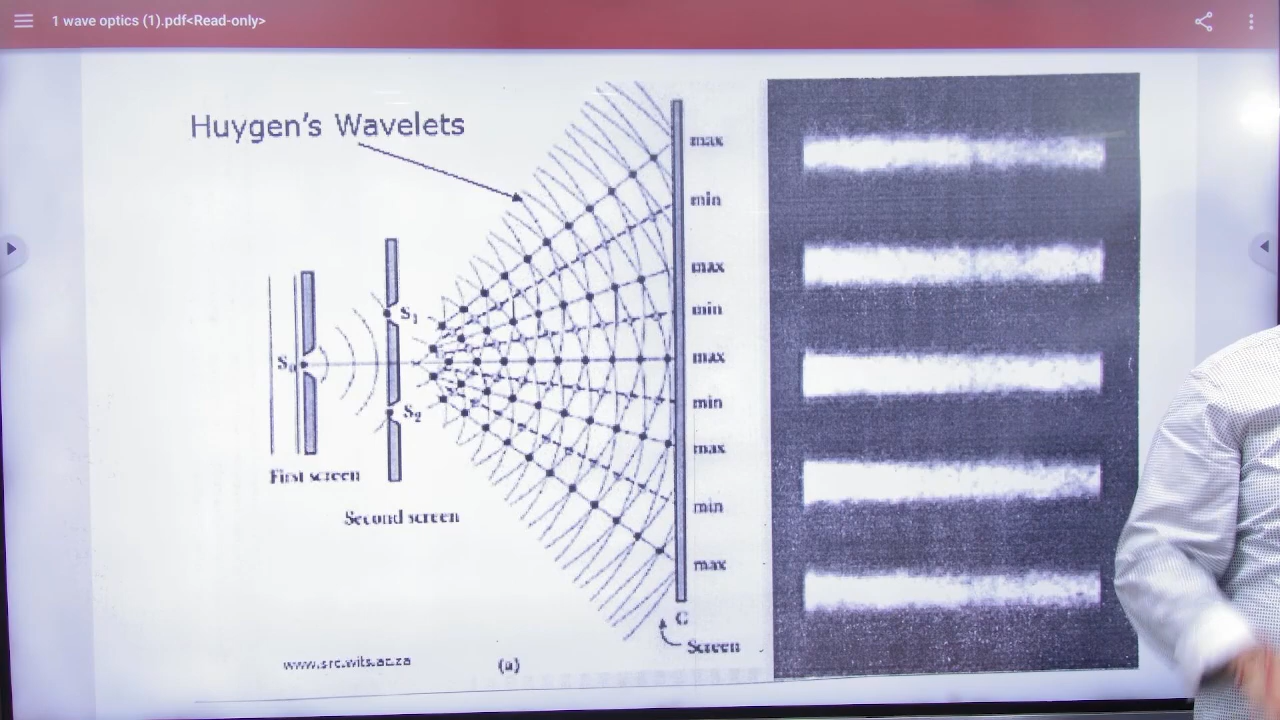 1 wave optics (1).pdf<Read-only>
Huygen's Wavelets
max
min
max
S₁
min
S₀
max
min
S₂
max
First screen
min
Second screen
max
C
Screen
www.src.wits.ac.za
(a)